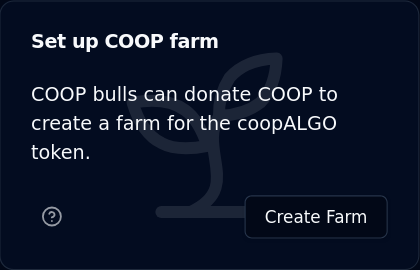 Set up COOP farm
COOP bulls can donate COOP to
create a farm for the coopALGO
token.
?
Create Farm